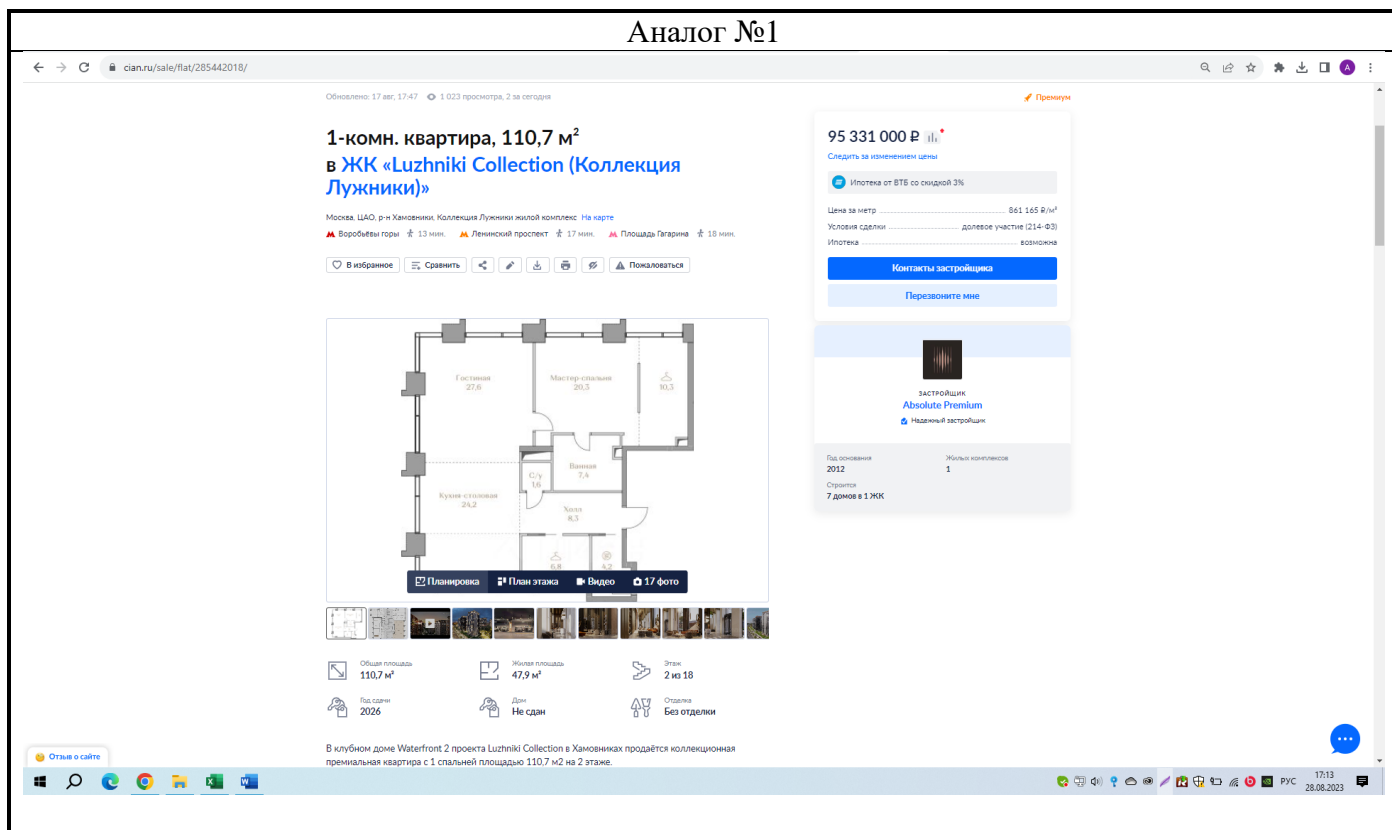 Аналог №1
cian.ru/sale/flat/285442018/
Обновлено: 17 авг, 17:47 1 023 просмотра, 2 за сегодня
Премиум
1-комн. квартира, 110,7 м²
в ЖК «Luzhniki Collection (Коллекция
Лужники)»
Москва, ЦАО, р-н Хамовники, Коллекция Лужники жилой комплекс На карте
Воробьёвы горы 13 мин. Ленинский проспект 17 мин. Площадь Гагарина 18 мин.
В избранное Сравнить Пожаловаться
95 331 000 ₽
Следить за изменением цены
Ипотека от ВТБ со скидкой 3%
Цена за метр 861 165 ₽/м²
Условия сделки долевое участие (214-ФЗ)
Ипотека возможна
Контакты застройщика
Перезвоните мне
ЗАСТРОЙЩИК
Absolute Premium
Надежный застройщик
Год основания Жилых комплексов
2012 1
Строится
7 домов в 1 ЖК
Гостиная
27,6
Мастер-спальня
20,3
10,3
Ванная
7,4
С/у
1,6
Кухня-столовая
24,2
Холл
8,3
6,8
4,2
Планировка План этажа Видео 17 фото
Общая площадь Жилая площадь Этаж
110,7 м² 47,9 м² 2 из 18
Год сдачи Дом Отделка
2026 Не сдан Без отделки
В клубном доме Waterfront 2 проекта Luzhniki Collection в Хамовниках продаётся коллекционная
премиальная квартира с 1 спальней площадью 110,7 м2 на 2 этаже.
Отзыв о сайте
РУС
17:13
28.08.2023